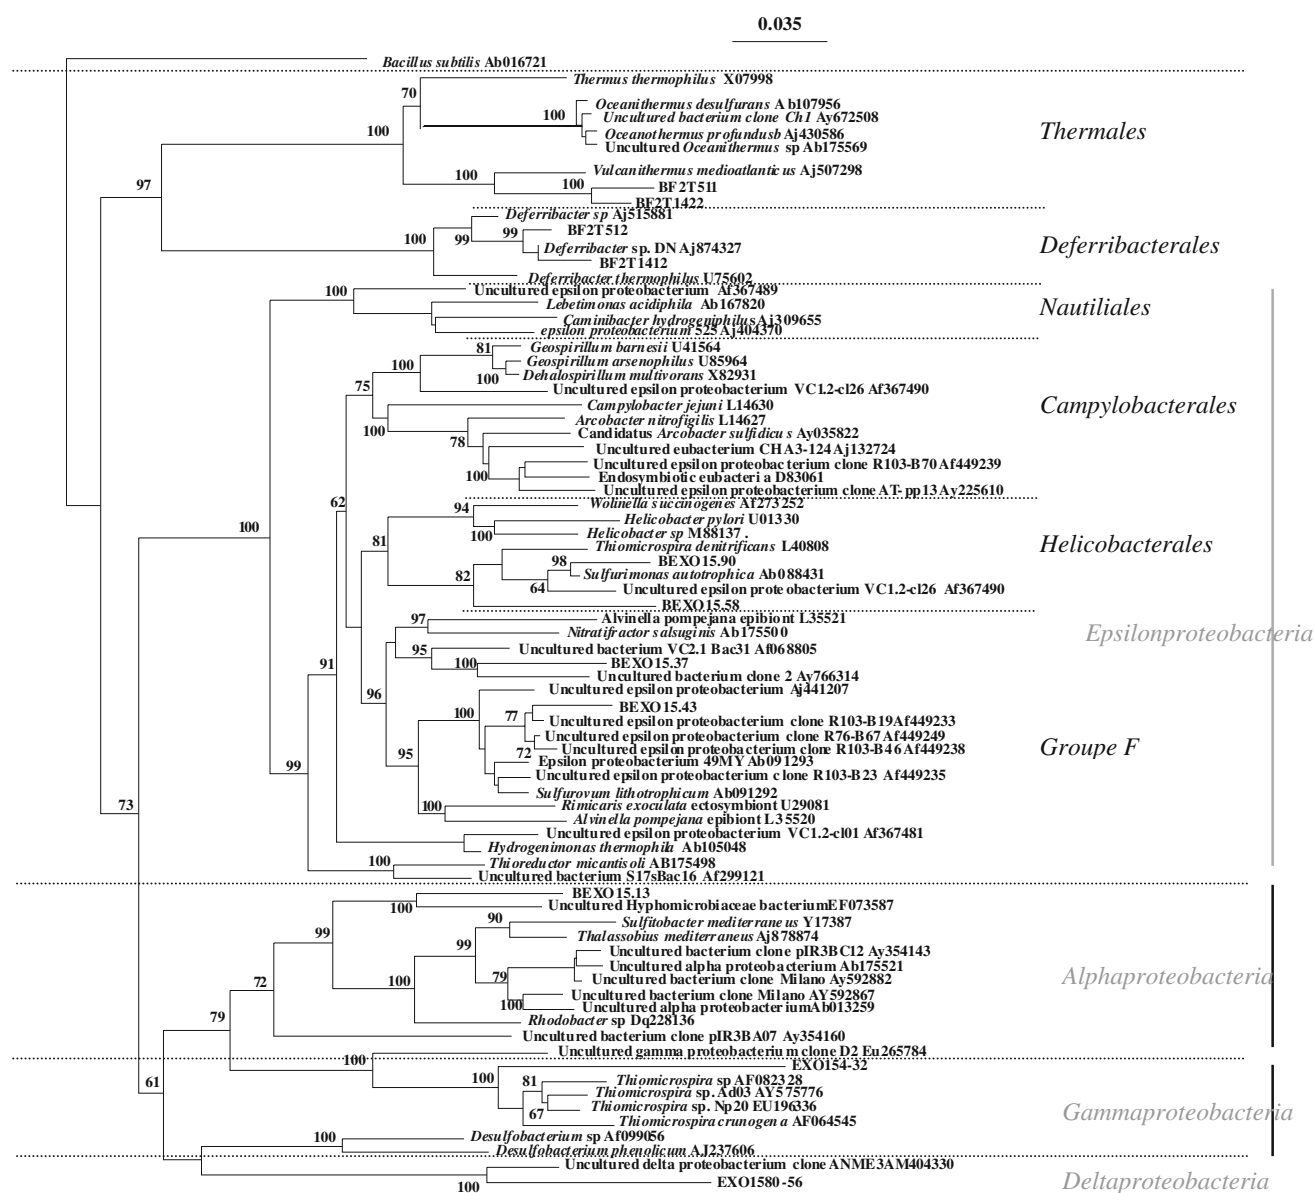 0.035
Bacillus subtilis Ab016721
Thermus thermophilus X07998
70
Oceanithermus desulfurans Ab107956
100
Uncultured bacterium clone Ch1 Ay672508
Oceanothermus profundusb Aj430586
Thermales
100
Uncultured Oceanithermus sp Ab175569
Vulcanithermus medioatlanticus Aj507298
100
100
BF2T511
97
BF2T1422
Deferribacter sp Aj515881
BF2T512
99
100
99
Deferribacter sp. DN Aj874327
Deferribacterales
BF2T1412
Deferribacter thermophilus U75602
100
Uncultured epsilon proteobacterium Af367489
Lebetimonas acidiphila Ab167820
Nautiliales
Caminibacter hydrogeniphilus Aj309655
epsilon proteobacterium 525 Aj404370
81
Geospirillum barnesii U41564
100
Geospirillum arsenophilus U85964
100
Dehalospirillum multivorans X82931
75
Uncultured epsilon proteobacterium VC1.2-cl26 Af367490
Campylobacter jejuni L14630
Campylobacterales
100
Arcobacter nitrofigilis L14627
78
Candidatus Arcobacter sulfidicus Ay035822
Uncultured eubacterium CHA3-124 Aj132724
Uncultured epsilon proteobacterium clone R103-B70 Af449239
100
Endosymbiotic eubacteria D83061
Uncultured epsilon proteobacterium clone AT-pp13 Ay225610
62
94
Wolinella succinogenes Af273252
Helicobacter pylori U01330
100
100
Helicobacter sp M88137 .
81
Thiomicrospira denitrificans L40808
Helicobacterales
98
BEXO15.90
82
Sulfurimonas autotrophica Ab088431
64
Uncultured epsilon proteobacterium VC1.2-cl26 Af367490
BEXO15.58
97
Alvinella pompejana epibiont L35521
Nitratifractor salsuginis Ab175500
Epsilonproteobacteria
95
Uncultured bacterium VC2.1 Bac31 Af068805
91
100
BEXO15.37
Uncultured bacterium clone 2 Ay766314
96
Uncultured epsilon proteobacterium Aj441207
100
77
BEXO15.43
Uncultured epsilon proteobacterium clone R103-B19Af449233
Uncultured epsilon proteobacterium clone R76-B67 Af449249
95
72
Uncultured epsilon proteobacterium clone R103-B46 Af449238
Groupe F
99
Epsilon proteobacterium 49MY Ab091293
Uncultured epsilon proteobacterium clone R103-B23 Af449235
Sulfurovum lithotrophicum Ab091292
73
100
Rimicaris exoculata ectosymbiont U29081
Alvinella pompejana epibiont L35520
Uncultured epsilon proteobacterium VC1.2-cl01 Af367481
Hydrogenimonas thermophila Ab105048
100
Thioreductor micantisoli AB175498
Uncultured bacterium S17sBac16 Af299121
BEXO15.13
100
Uncultured Hyphomicrobiaceae bacteriumEF073587
99
90
Sulfitobacter mediterraneus Y17387
99
Thalassobius mediterraneus Aj878874
Uncultured bacterium clone pIR3BC12 Ay354143
Uncultured alpha proteobacterium Ab175521
72
100
79
Uncultured bacterium clone Milano Ay592882
Alphaproteobacteria
Uncultured bacterium clone Milano AY592867
100
Uncultured alpha proteobacteriumAb013259
79
Rhodobacter sp Dq228136
Uncultured bacterium clone pIR3BA07 Ay354160
Uncultured gamma proteobacterium clone D2 Eu265784
100
EXO154-32
61
100
81
Thiomicrospira sp AF082328
Thiomicrospira sp. Ad03 AY575776
67
Thiomicrospira sp. Np20 EU196336
Gammaproteobacteria
Thiomicrospira crunogena AF064545
100
Desulfobacterium sp Af099056
Desulfobacterium phenolicum AJ237606
Uncultured delta proteobacterium clone ANME3AM404330
100
EXO1580-56
Deltaproteobacteria